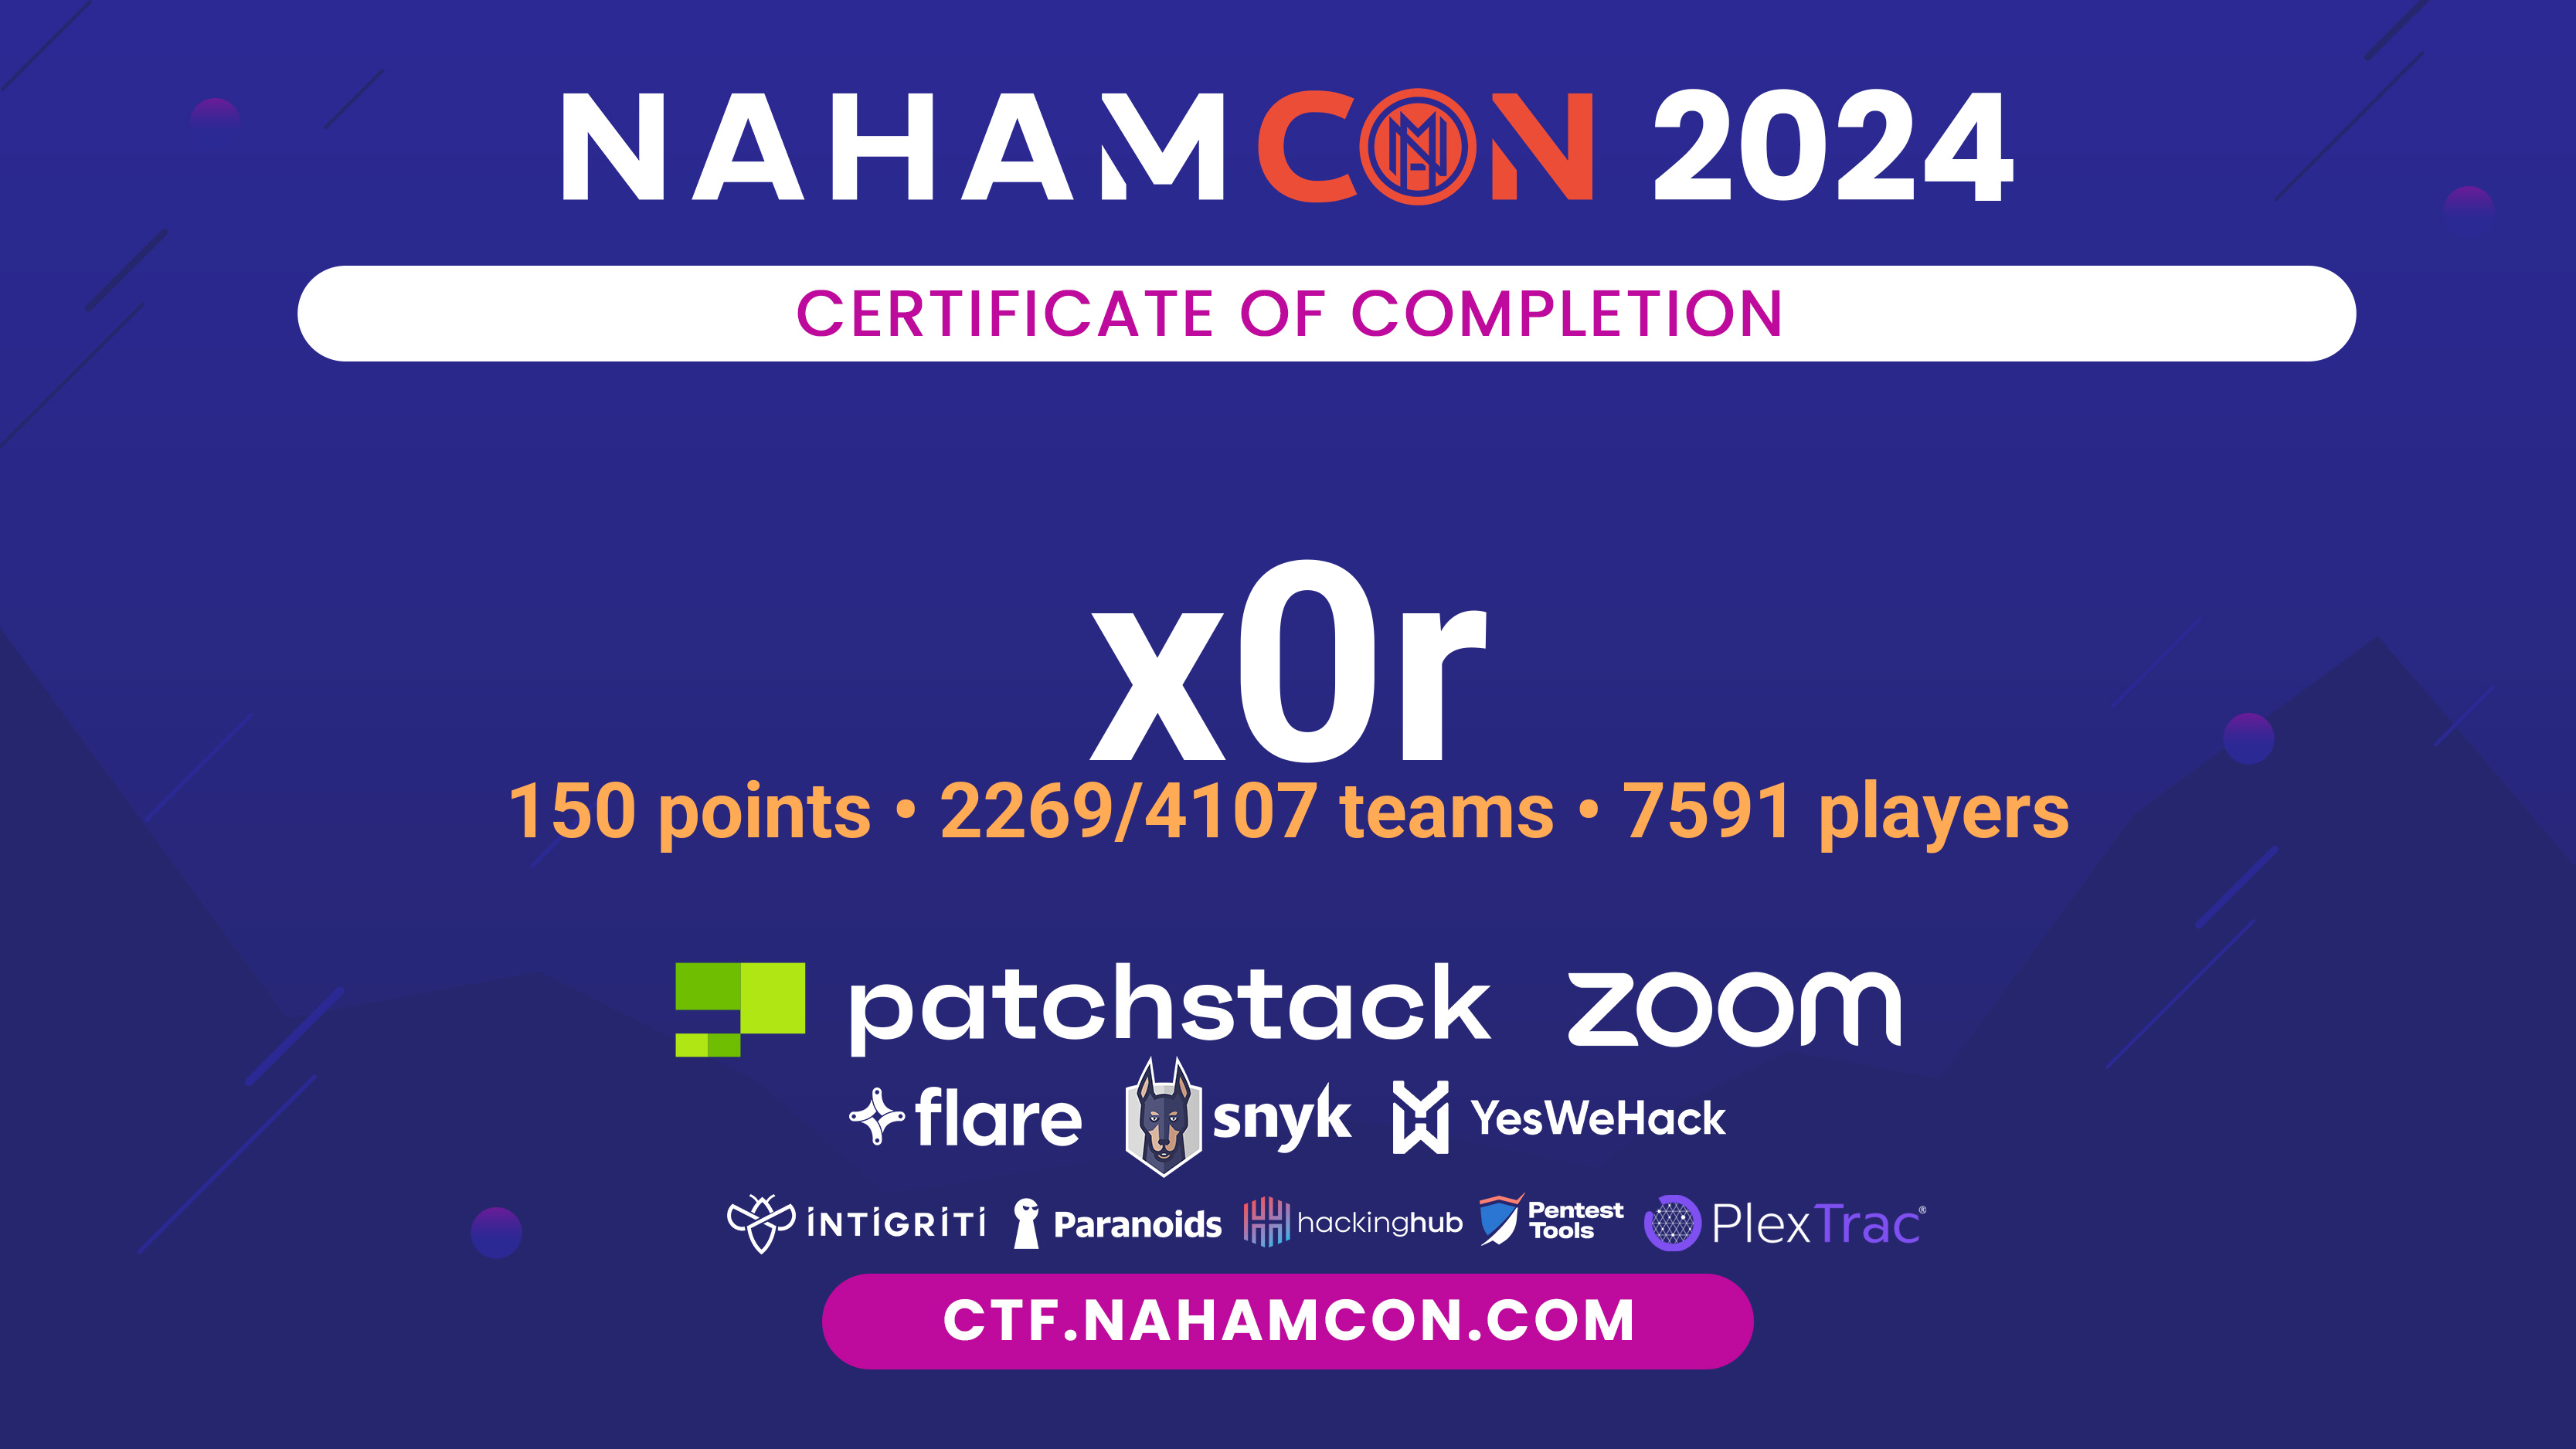 NAHAMCON 2024
CERTIFICATE OF COMPLETION
x0r
150 points • 2269/4107 teams • 7591 players
patchstack zoom
flare snyk YesWeHack
INTIGRITI Paranoids hackinghub Pentest Tools PlexTrac®
CTF.NAHAMCON.COM